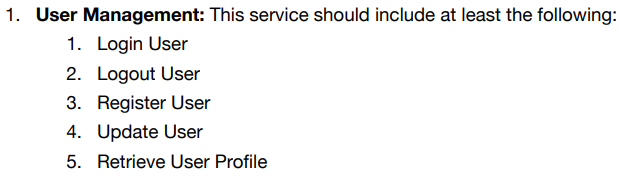 1. User Management: This service should include at least the following:
1. Login User
2. Logout User
3. Register User
4. Update User
5. Retrieve User Profile